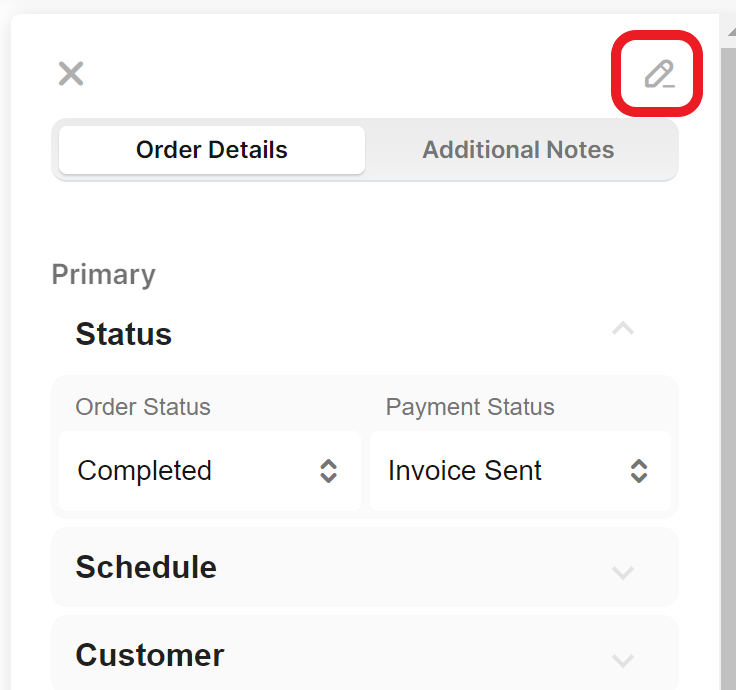 Order Details Additional Notes
Primary
Status
Order Status Payment Status
Completed Invoice Sent
Schedule
Customer